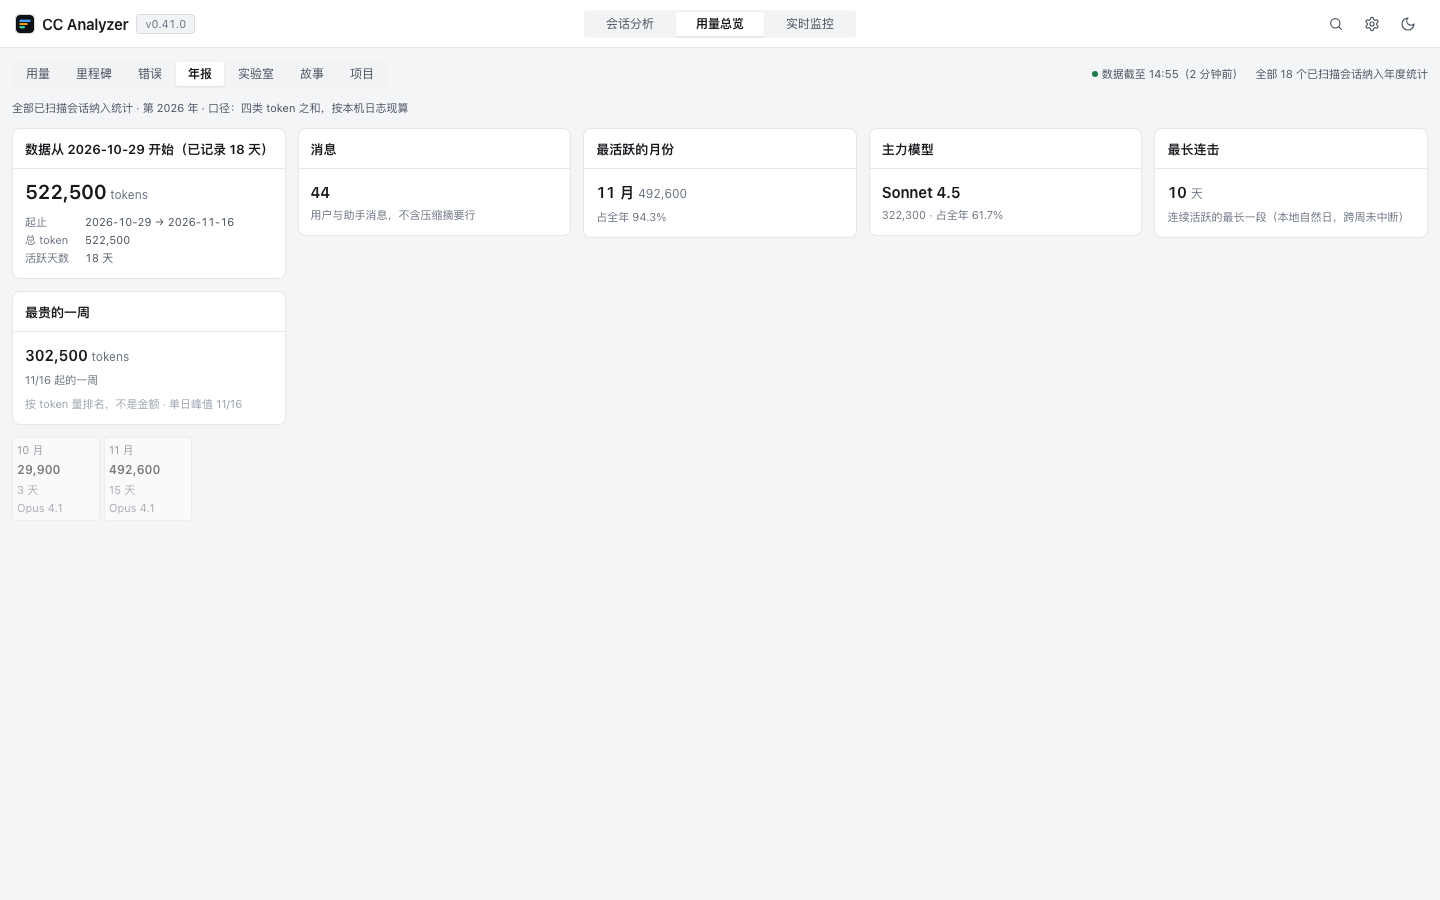 CC Analyzer v0.41.0
会话分析 用量总览 实时监控
用量 里程碑 错误 年报 实验室 故事 项目
数据截至 14:55（2 分钟前） 全部 18 个已扫描会话纳入年度统计
全部已扫描会话纳入统计 · 第 2026 年 · 口径：四类 token 之和，按本机日志现算
数据从 2026-10-29 开始（已记录 18 天）
522,500 tokens
起止 2026-10-29 → 2026-11-16
总 token 522,500
活跃天数 18 天
消息
44
用户与助手消息，不含压缩摘要行
最活跃的月份
11 月 492,600
占全年 94.3%
主力模型
Sonnet 4.5
322,300 · 占全年 61.7%
最长连击
10 天
连续活跃的最长一段（本地自然日，跨周未中断）
最贵的一周
302,500 tokens
11/16 起的一周
按 token 量排名，不是金额 · 单日峰值 11/16
10 月
29,900
3 天
Opus 4.1
11 月
492,600
15 天
Opus 4.1